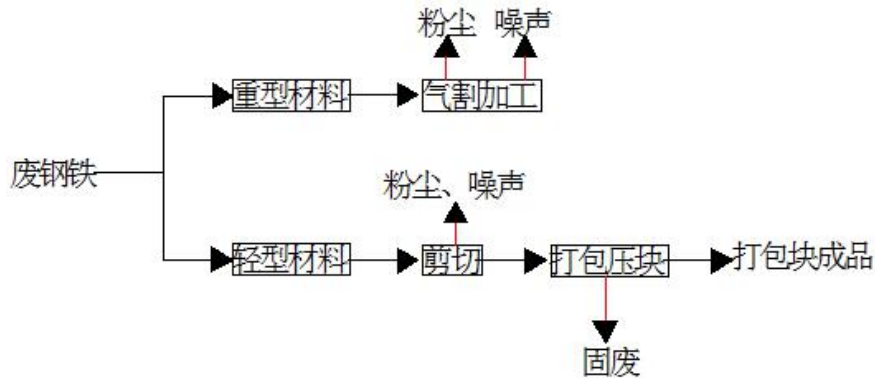 粉尘 噪声
重型材料 气割加工
废钢铁
粉尘、噪声
轻型材料 剪切 打包压块 打包块成品
固废